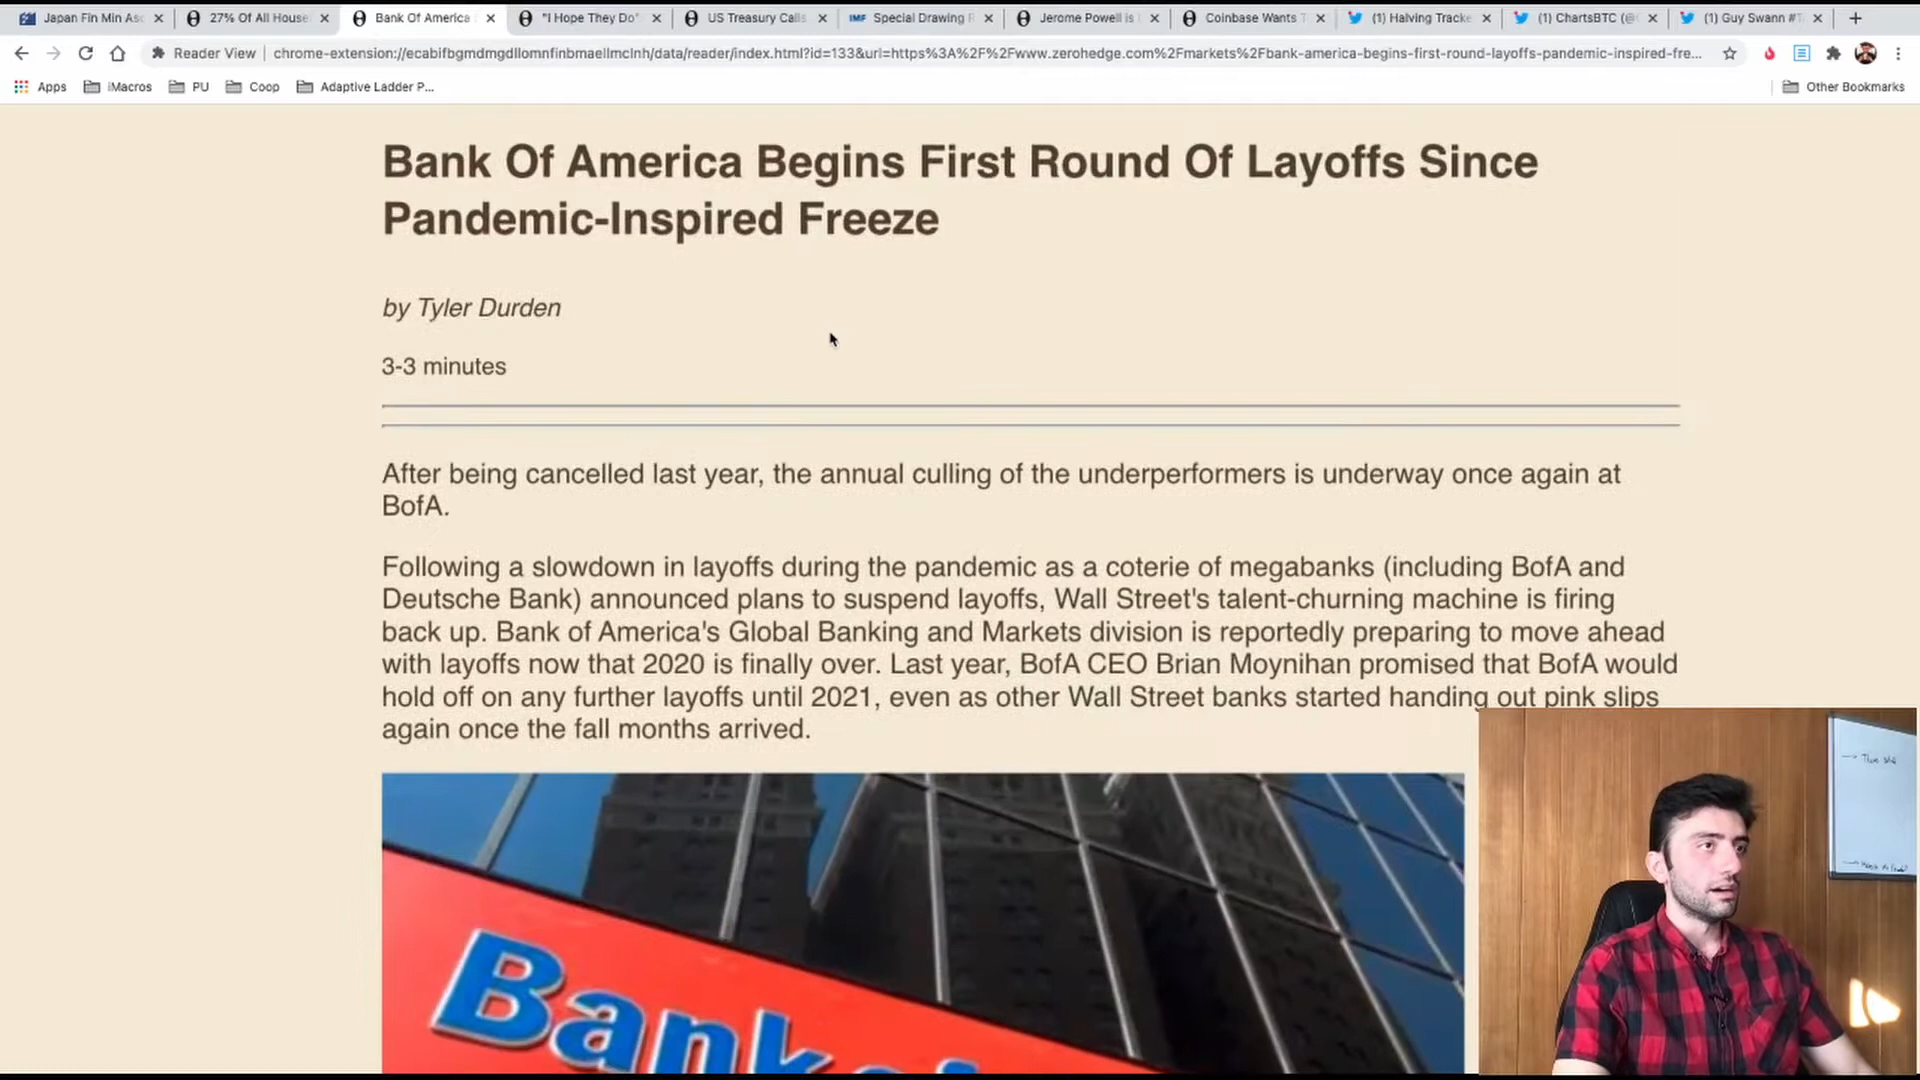 Japan Fin Min Aso
27% Of All House
Bank Of America
"I Hope They Do"
US Treasury Calls
IMF Special Drawing R
Jerome Powell is
Coinbase Wants T
(1) Halving Tracke
(1) ChartsBTC (@
(1) Guy Swann #T
Reader View
chrome-extension://ecabifbgmdmgdllomnfinbmaellmclnh/data/reader/index.html?id=133&url=https%3A%2F%2Fwww.zerohedge.com%2Fmarkets%2Fbank-america-begins-first-round-layoffs-pandemic-inspired-fre...
Apps
iMacros
PU
Coop
Adaptive Ladder P...
Other Bookmarks
Bank Of America Begins First Round Of Layoffs Since
Pandemic-Inspired Freeze
by Tyler Durden
3-3 minutes
After being cancelled last year, the annual culling of the underperformers is underway once again at
BofA.
Following a slowdown in layoffs during the pandemic as a coterie of megabanks (including BofA and
Deutsche Bank) announced plans to suspend layoffs, Wall Street's talent-churning machine is firing
back up. Bank of America's Global Banking and Markets division is reportedly preparing to move ahead
with layoffs now that 2020 is finally over. Last year, BofA CEO Brian Moynihan promised that BofA would
hold off on any further layoffs until 2021, even as other Wall Street banks started handing out pink slips
again once the fall months arrived.
Bank of